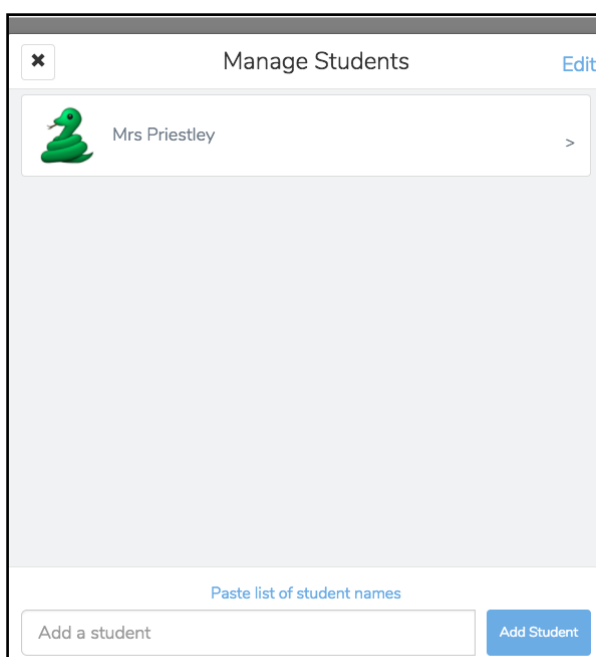 ✖ Manage Students Edit
Mrs Priestley >
Paste list of student names
Add a student Add Student